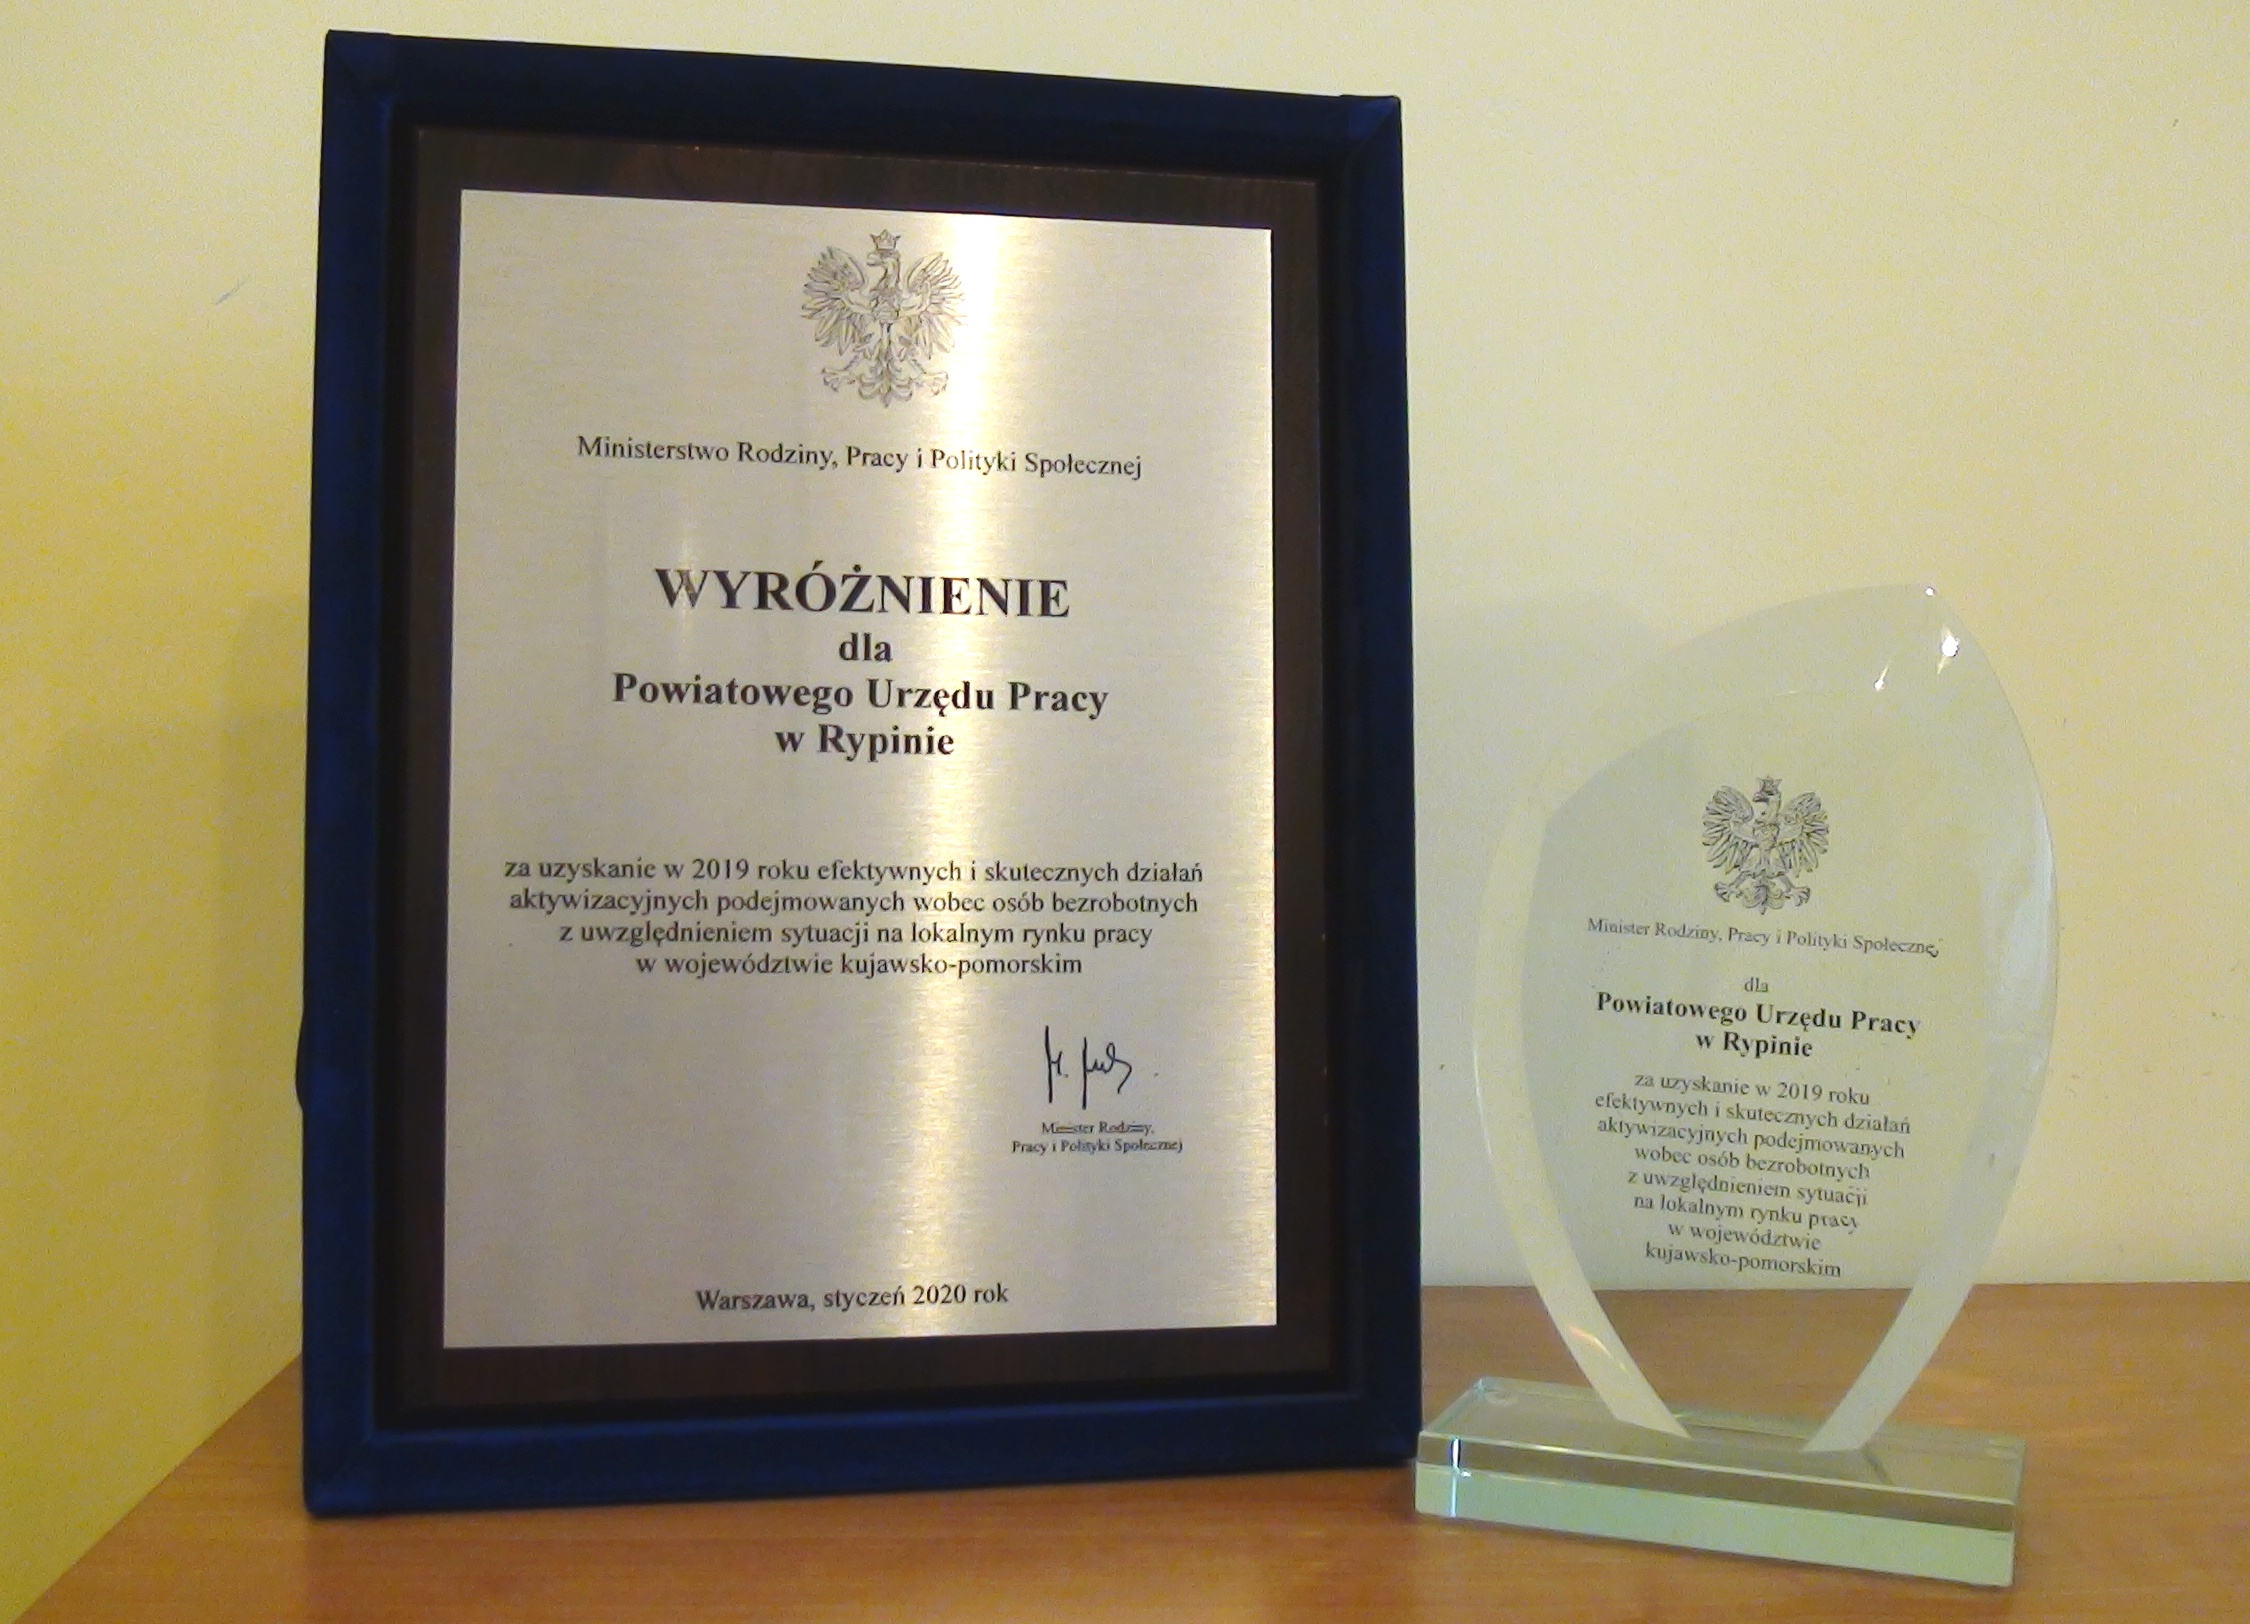 Ministerstwo Rodziny, Pracy i Polityki Społecznej
WYRÓŻNIENIE
dla
Powiatowego Urzędu Pracy
w Rypinie
za uzyskanie w 2019 roku efektywnych i skutecznych działań
aktywizacyjnych podejmowanych wobec osób bezrobotnych
z uwzględnieniem sytuacji na lokalnym rynku pracy
w województwie kujawsko-pomorskim
Minister Rodziny,
Pracy i Polityki Społecznej
Warszawa, styczeń 2020 rok
Minister Rodziny, Pracy i Polityki Społecznej
dla
Powiatowego Urzędu Pracy
w Rypinie
za uzyskanie w 2019 roku
efektywnych i skutecznych działań
aktywizacyjnych podejmowanych
wobec osób bezrobotnych
z uwzględnieniem sytuacji
na lokalnym rynku pracy
w województwie
kujawsko-pomorskim